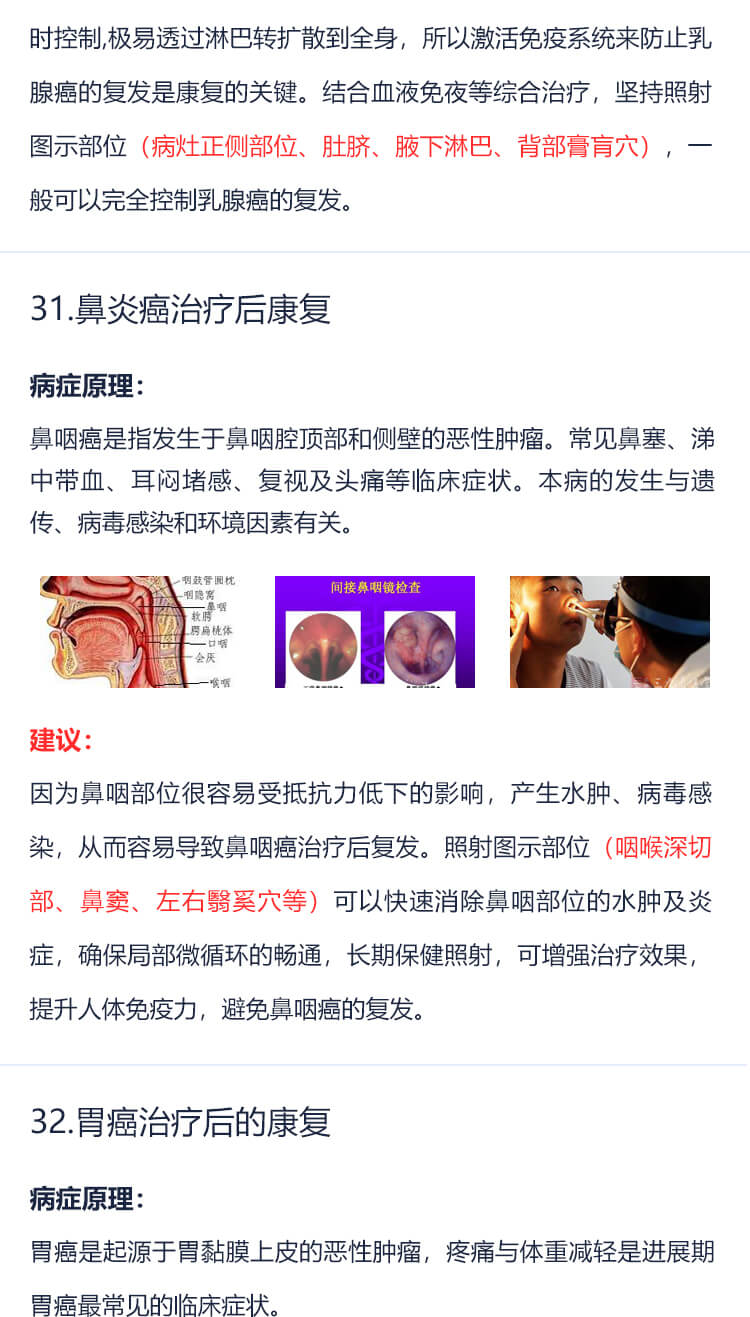 时控制,极易透过淋巴转扩散到全身，所以激活免疫系统来防止乳
腺癌的复发是康复的关键。结合血液免夜等综合治疗，坚持照射
图示部位（病灶正侧部位、肚脐、腋下淋巴、背部膏肓穴），一
般可以完全控制乳腺癌的复发。
31.鼻炎癌治疗后康复
病症原理：
鼻咽癌是指发生于鼻咽腔顶部和侧壁的恶性肿瘤。常见鼻塞、涕
中带血、耳闷堵感、复视及头痛等临床症状。本病的发生与遗
传、病毒感染和环境因素有关。
咽鼓管圆枕
咽隐窝
鼻咽
软腭
腭扁桃体
口咽
会厌
喉咽
间接鼻咽镜检查
建议：
因为鼻咽部位很容易受抵抗力低下的影响，产生水肿、病毒感
染，从而容易导致鼻咽癌治疗后复发。照射图示部位（咽喉深切
部、鼻窦、左右翳奚穴等）可以快速消除鼻咽部位的水肿及炎
症，确保局部微循环的畅通，长期保健照射，可增强治疗效果，
提升人体免疫力，避免鼻咽癌的复发。
32.胃癌治疗后的康复
病症原理：
胃癌是起源于胃黏膜上皮的恶性肿瘤，疼痛与体重减轻是进展期
胃癌最常见的临床症状。